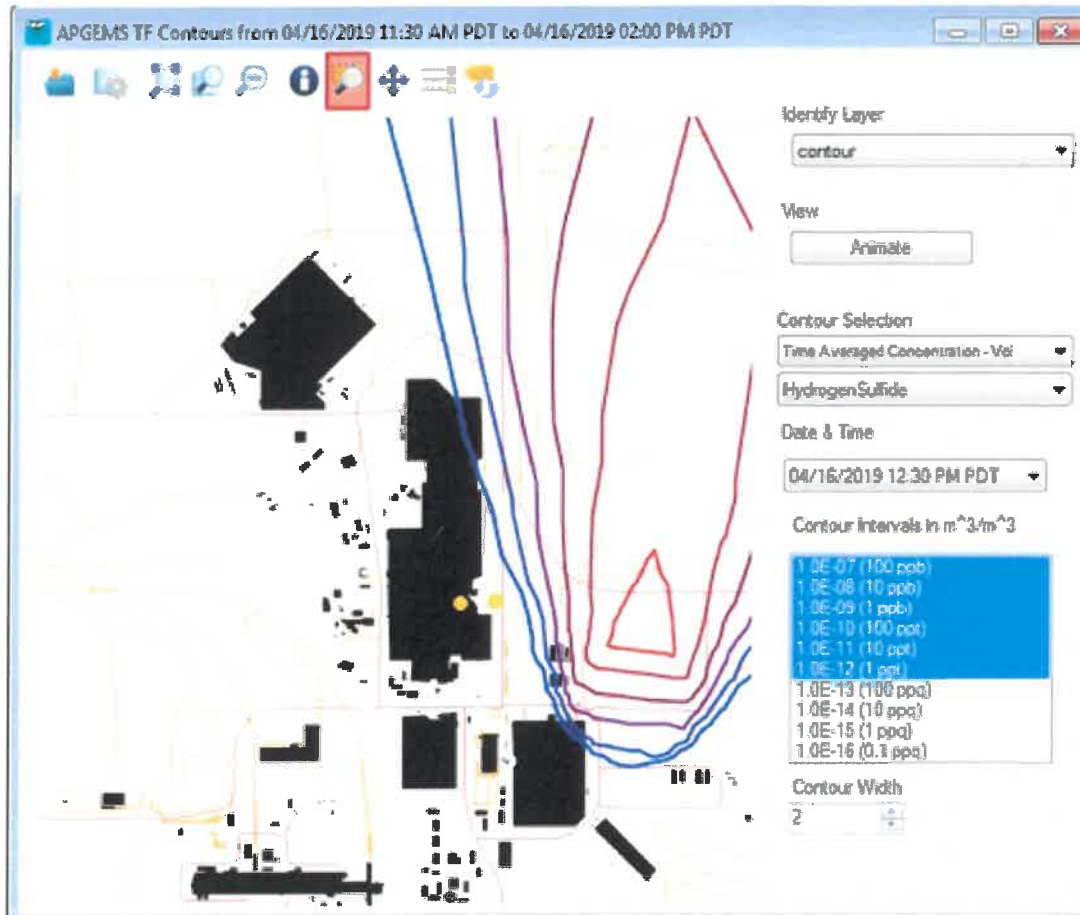 APGEMS TF Contours from 04/16/2019 11:30 AM PDT to 04/16/2019 02:00 PM PDT
Identify Layer
contour
View
Animate
Contour Selection
Time Averaged Concentration - Vol
Hydrogen Sulfide
Date & Time
04/16/2019 12:30 PM PDT
Contour Intervals in m^3/m^3
1.0E-07 (100 ppb)
1.0E-08 (10 ppb)
1.0E-09 (1 ppb)
1.0E-10 (100 ppt)
1.0E-11 (10 ppt)
1.0E-12 (1 ppt)
1.0E-13 (100 ppq)
1.0E-14 (10 ppq)
1.0E-15 (1 ppq)
1.0E-16 (0.1 ppq)
Contour Width
2